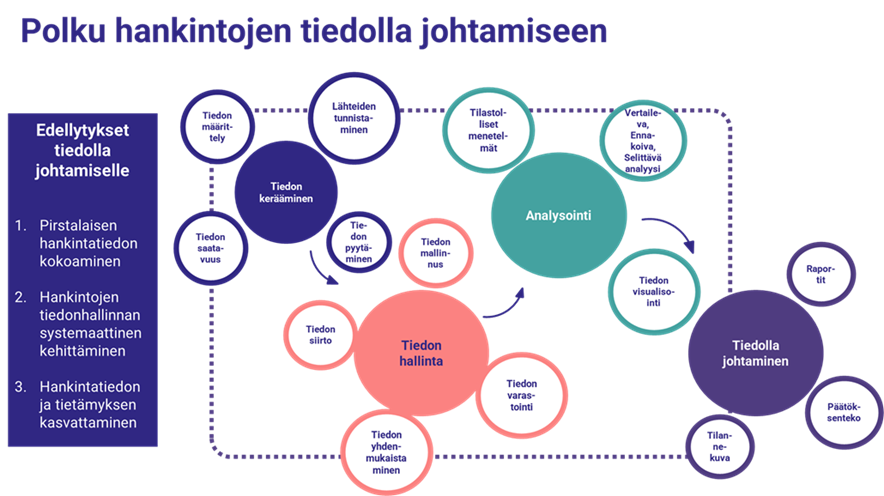 Polku hankintojen tiedolla johtamiseen
Edellytykset
tiedolla
johtamiselle
1. Pirstalaisen
hankintatiedon
kokoaminen
2. Hankintojen
tiedonhallinnan
systemaattinen
kehittäminen
3. Hankintatiedon
ja tietämyksen
kasvattaminen
Tiedon
määrit-
tely
Lähteiden
tunnista-
minen
Tiedon
kerääminen
Tiedon
saata-
vuus
Tie-
don
pyytä-
minen
Tiedon
mallin-
nus
Tiedon
siirto
Tiedon
hallinta
Tiedon
varas-
tointi
Tiedon
yhden-
mukaista
minen
Tilastol-
liset
menetel-
mät
Vertaile-
va,
Enna-
koiva,
Selittävä
analyysi
Analysointi
Tiedon
visualiso-
inti
Rapor-
tit
Tiedolla
johtaminen
Päätök-
senteko
Tilan-
ne-
kuva